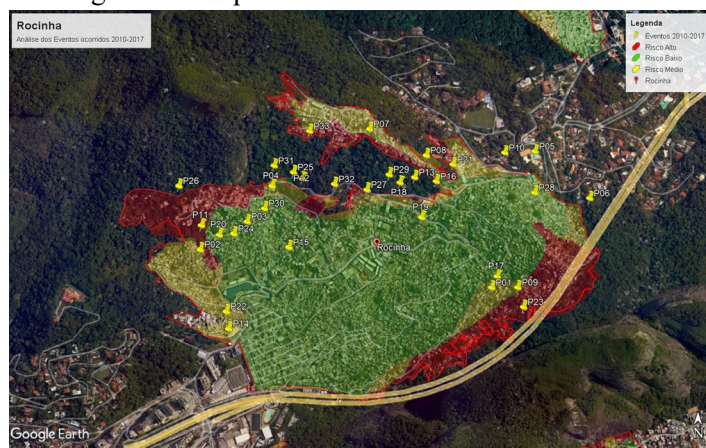 Rocinha
Análise dos Eventos ocorridos 2010-2017
Legenda
Eventos 2010-2017
Risco Alto
Risco Baixo
Risco Médio
Rocinha
P33
P07
P10
P05
P08
P21
P31
P25
P26
P04
P32
P29
P13
P18
P16
P27
P28
P06
P30
P19
P11
P03
P20
P24
P02
P15
Rocinha
P17
P01
P09
P22
P23
P14
Google Earth
N